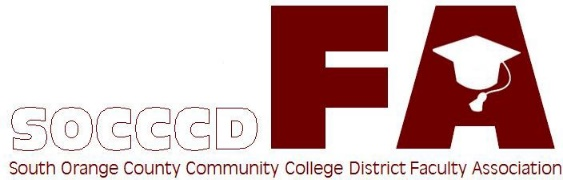 SOCCCD FA
South Orange County Community College District Faculty Association